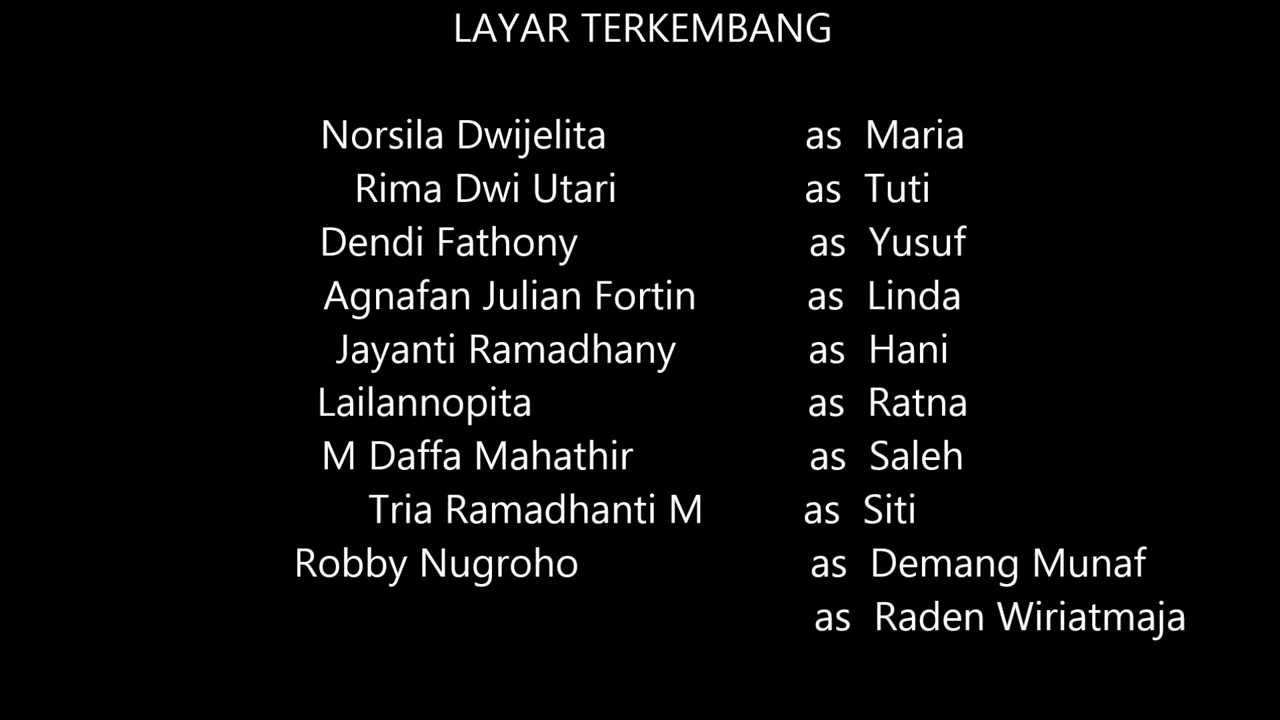 LAYAR TERKEMBANG
Norsila Dwijelita as Maria
Rima Dwi Utari as Tuti
Dendi Fathony as Yusuf
Agnafan Julian Fortin as Linda
Jayanti Ramadhany as Hani
Lailannopita as Ratna
M Daffa Mahathir as Saleh
Tria Ramadhanti M as Siti
Robby Nugroho as Demang Munaf
as Raden Wiriatmaja